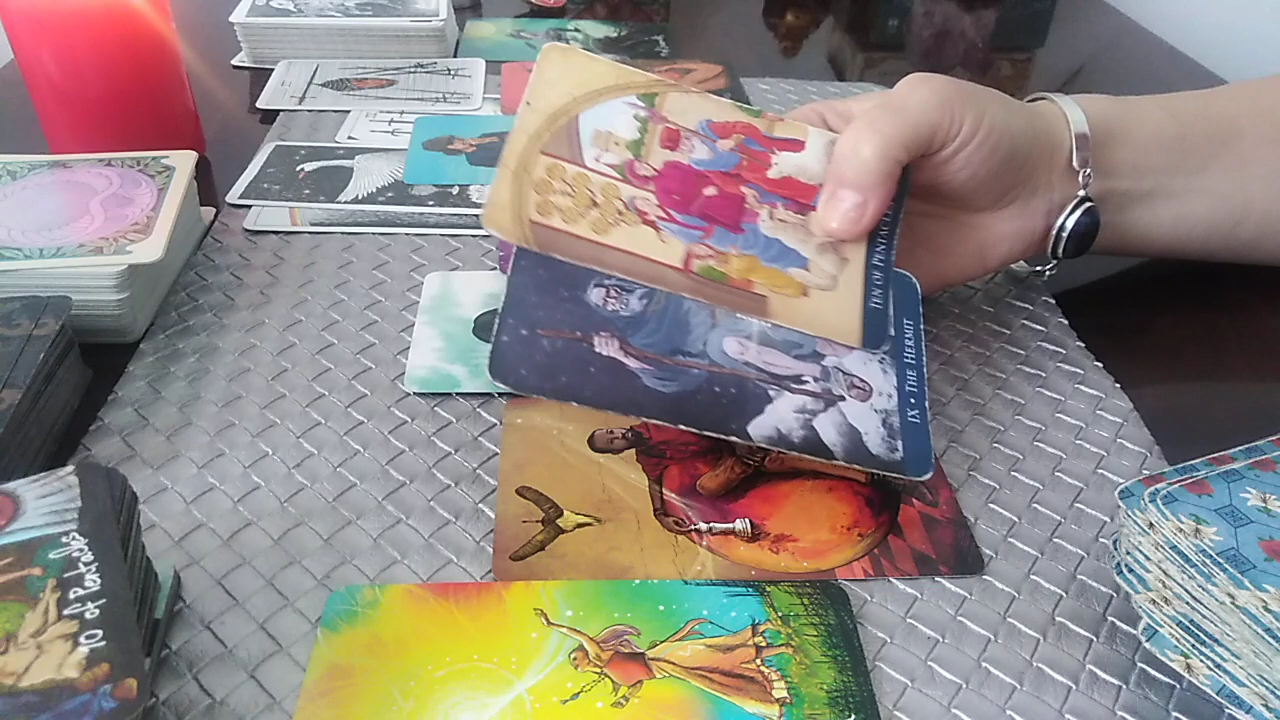 TEN OF PENTACLES
IX • THE HERMIT
10 of Pentacles